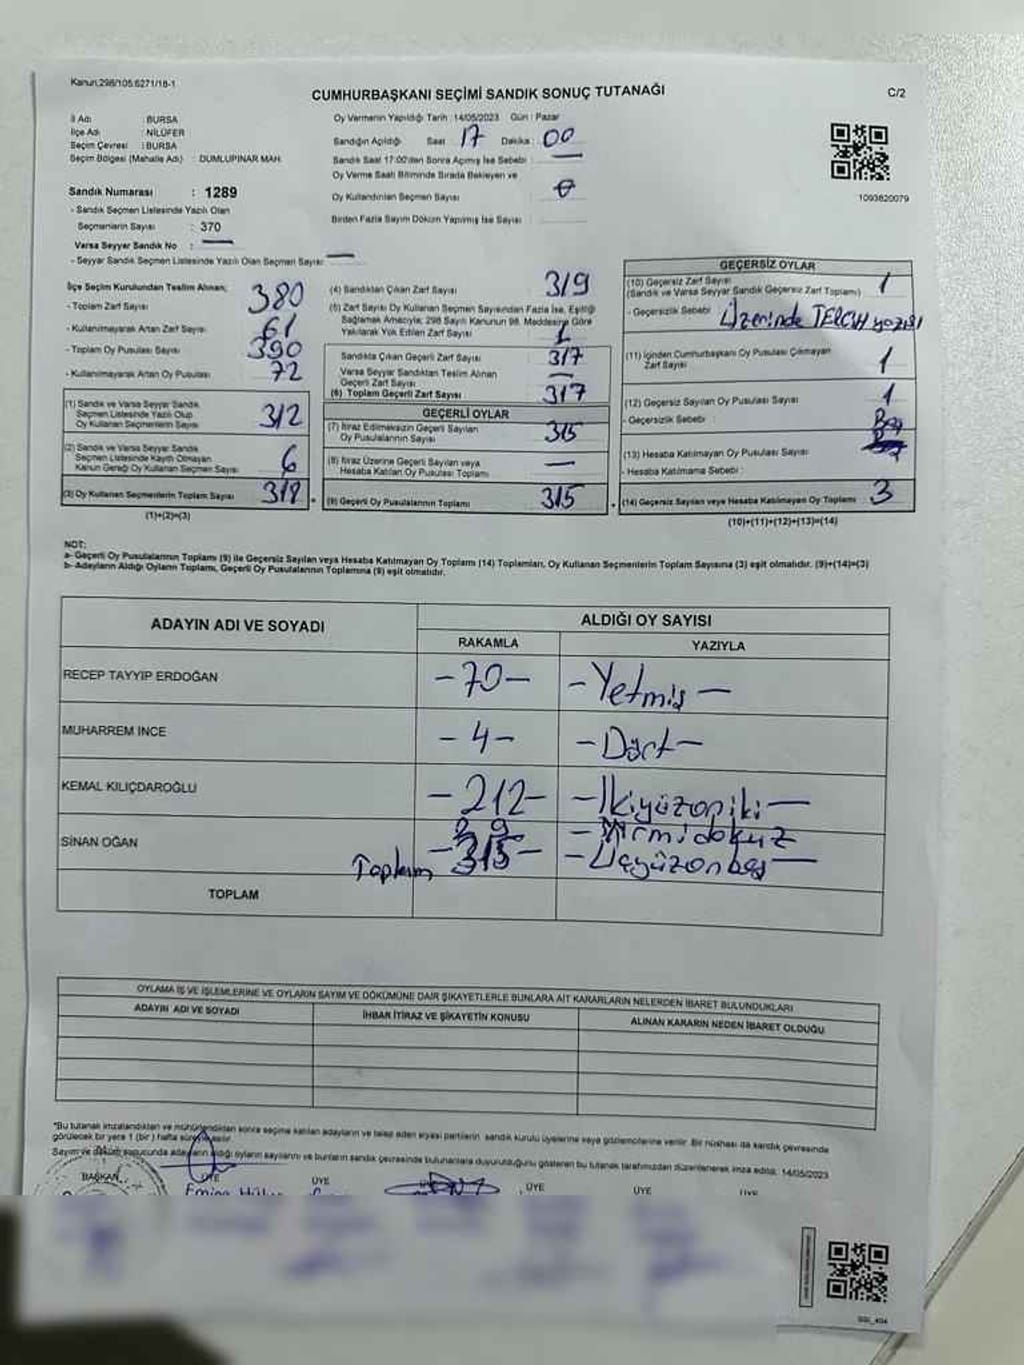 Kanun;298/105.6271/18-1
CUMHURBAŞKANI SEÇİMİ SANDIK SONUÇ TUTANAĞI
C/2
İl Adı : BURSA
İlçe Adı : NİLÜFER
Seçim Çevresi : BURSA
Seçim Bölgesi (Mahalle Adı) : DUMLUPINAR MAH.
Oy Vermenin Yapıldığı Tarih :14/05/2023 Gün : Pazar
Sandığın Açıldığı Saat : 17 Dakika : 00
Sandık Saat 17:00'den Sonra Açılmış İse Sebebi : —
Oy Verme Saati Bitiminde Sırada Bekleyen ve
Oy Kullandırılan Seçmen Sayısı : 0
Birden Fazla Sayım Döküm Yapılmış İse Sayısı :
1093820079
Sandık Numarası : 1289
- Sandık Seçmen Listesinde Yazılı Olan
Seçmenlerin Sayısı : 370
Varsa Seyyar Sandık No : —
- Seyyar Sandık Seçmen Listesinde Yazılı Olan Seçmen Sayısı: —
İlçe Seçim Kurulundan Teslim Alınan;
- Toplam Zarf Sayısı 380
- Kullanılmayarak Artan Zarf Sayısı 61
- Toplam Oy Pusulası Sayısı 390
- Kullanılmayarak Artan Oy Pusulası 72
(1) Sandık ve Varsa Seyyar Sandık
Seçmen Listesinde Yazılı Olup
Oy Kullanan Seçmenlerin Sayısı 312
(2) Sandık ve Varsa Seyyar Sandık
Seçmen Listesinde Kayıtlı Olmayan
Kanun Gereği Oy Kullanan Seçmen Sayısı 6
(3) Oy Kullanan Seçmenlerin Toplam Sayısı 318
(1)+(2)=(3)
(4) Sandıktan Çıkan Zarf Sayısı 319
(5) Zarf Sayısı Oy Kullanan Seçmen Sayısından Fazla İse, Eşitliği
Sağlamak Amacıyla; 298 Sayılı Kanunun 98. Maddesine Göre
Yakılarak Yok Edilen Zarf Sayısı 1
Sandıkta Çıkan Geçerli Zarf Sayısı 317
Varsa Seyyar Sandıktan Teslim Alınan
Geçerli Zarf Sayısı —
(6) Toplam Geçerli Zarf Sayısı 317
GEÇERLİ OYLAR
(7) İtiraz Edilmeksizin Geçerli Sayılan
Oy Pusulalarının Sayısı 315
(8) İtiraz Üzerine Geçerli Sayılan veya
Hesaba Katılan Oy Pusulası Toplamı —
(9) Geçerli Oy Pusulalarının Toplamı 315
GEÇERSİZ OYLAR
(10) Geçersiz Zarf Sayısı 1
(Sandık ve Varsa Seyyar Sandık Geçersiz Zarf Toplamı)
- Geçersizlik Sebebi : Üzerinde TERCİH yazısı
(11) İçinden Cumhurbaşkanı Oy Pusulası Çıkmayan
Zarf Sayısı 1
(12) Geçersiz Sayılan Oy Pusulası Sayısı 1
- Geçersizlik Sebebi :
(13) Hesaba Katılmayan Oy Pusulası Sayısı
- Hesaba Katılmama Sebebi :
(14) Geçersiz Sayılan veya Hesaba Katılmayan Oy Toplamı 3
(10)+(11)+(12)+(13)=(14)
NOT:
a- Geçerli Oy Pusulalarının Toplamı (9) ile Geçersiz Sayılan veya Hesaba Katılmayan Oy Toplamı (14) Toplamları, Oy Kullanan Seçmenlerin Toplam Sayısına (3) eşit olmalıdır. (9)+(14)=(3)
b- Adayların Aldığı Oyların Toplamı, Geçerli Oy Pusulalarının Toplamına (9) eşit olmalıdır.
ADAYIN ADI VE SOYADI ALDIĞI OY SAYISI
RAKAMLA YAZIYLA
RECEP TAYYIP ERDOĞAN -70- -Yetmiş-
MUHARREM İNCE -4- -Dört-
KEMAL KILIÇDAROĞLU -212- -İkiyüzoniki-
SİNAN OĞAN 29 -Yirmidokuz
Toplam -315- -Üçyüzonbeş-
TOPLAM
OYLAMA İŞ VE İŞLEMLERİNE VE OYLARIN SAYIM VE DÖKÜMÜNE DAİR ŞİKAYETLERLE BUNLARA AİT KARARLARIN NELERDEN İBARET BULUNDUKLARI
ADAYIN ADI VE SOYADI İHBAR İTİRAZ VE ŞİKAYETİN KONUSU ALINAN KARARIN NEDEN İBARET OLDUĞU
*Bu tutanak imzalandıktan ve mühürlendikten sonra seçime katılan adayların ve talep eden siyasi partilerin sandık kurulu üyelerine veya gözlemcilerine verilir. Bir nüshası da sandık çevresinde
görülecek bir yere 1 (bir) hafta süreyle asılır.
Sayım ve döküm sonucunda adayların aldığı oyların sayılarını ve bunların sandık çevresinde bulunanlara duyurulduğunu gösteren bu tutanak tarafımızdan düzenlenerek imza edildi. 14/05/2023
BAŞKAN ÜYE ÜYE ÜYE ÜYE ÜYE